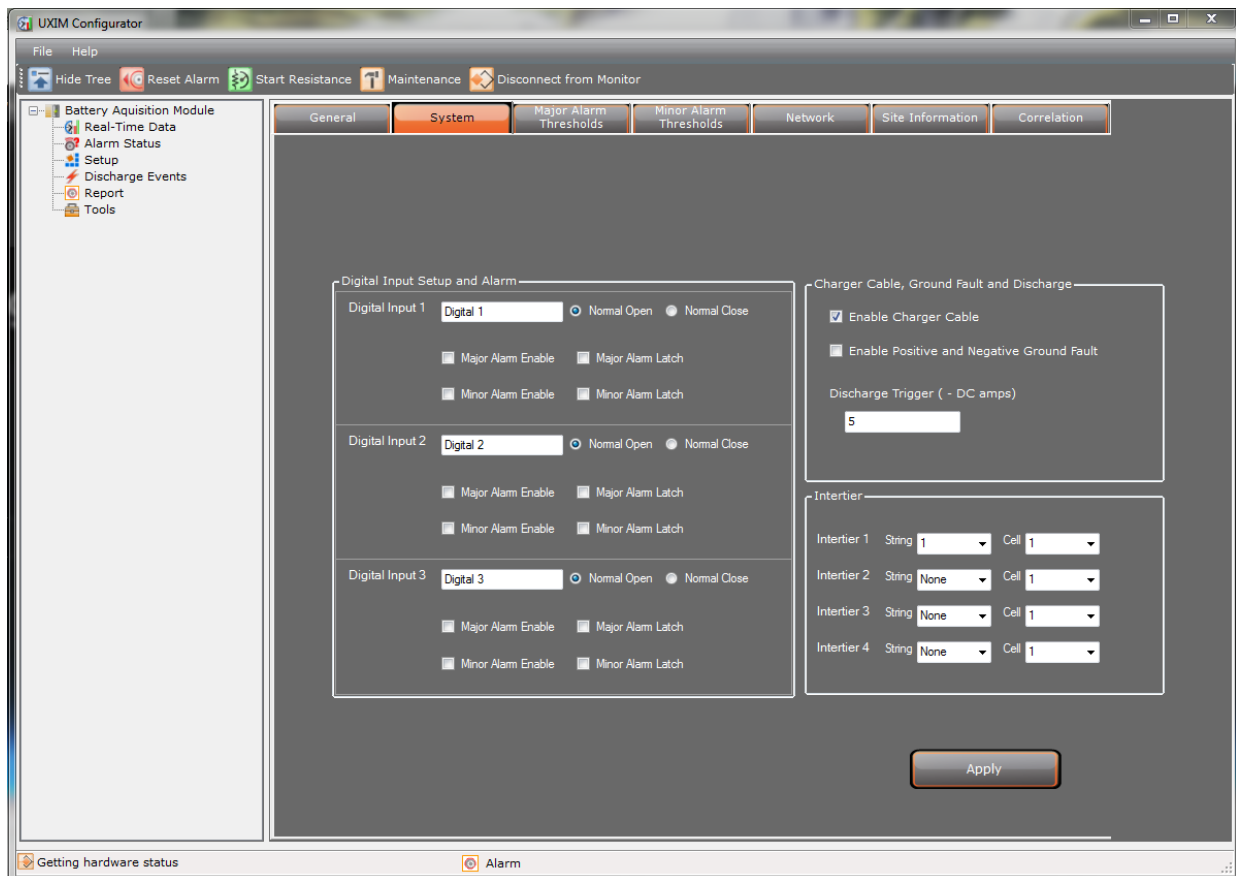 UXIM Configurator
File Help
Hide Tree Reset Alarm Start Resistance Maintenance Disconnect from Monitor
Battery Aquisition Module
Real-Time Data
Alarm Status
Setup
Discharge Events
Report
Tools
General System Major Alarm Thresholds Minor Alarm Thresholds Network Site Information Correlation
Digital Input Setup and Alarm
Digital Input 1 Digital 1 Normal Open Normal Close
Major Alarm Enable Major Alarm Latch
Minor Alarm Enable Minor Alarm Latch
Digital Input 2 Digital 2 Normal Open Normal Close
Major Alarm Enable Major Alarm Latch
Minor Alarm Enable Minor Alarm Latch
Digital Input 3 Digital 3 Normal Open Normal Close
Major Alarm Enable Major Alarm Latch
Minor Alarm Enable Minor Alarm Latch
Charger Cable, Ground Fault and Discharge
Enable Charger Cable
Enable Positive and Negative Ground Fault
Discharge Trigger ( - DC amps)
5
Intertier
Intertier 1 String 1 Cell 1
Intertier 2 String None Cell 1
Intertier 3 String None Cell 1
Intertier 4 String None Cell 1
Apply
Getting hardware status Alarm